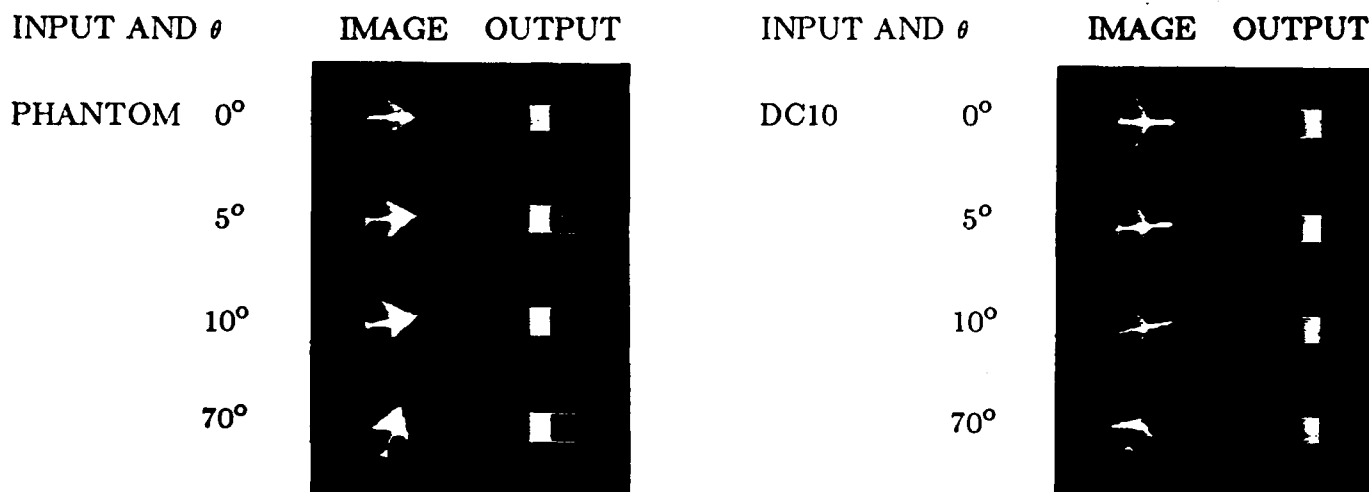 INPUT AND θ IMAGE OUTPUT INPUT AND θ IMAGE OUTPUT
PHANTOM 0° DC10 0°
5° 5°
10° 10°
70° 70°